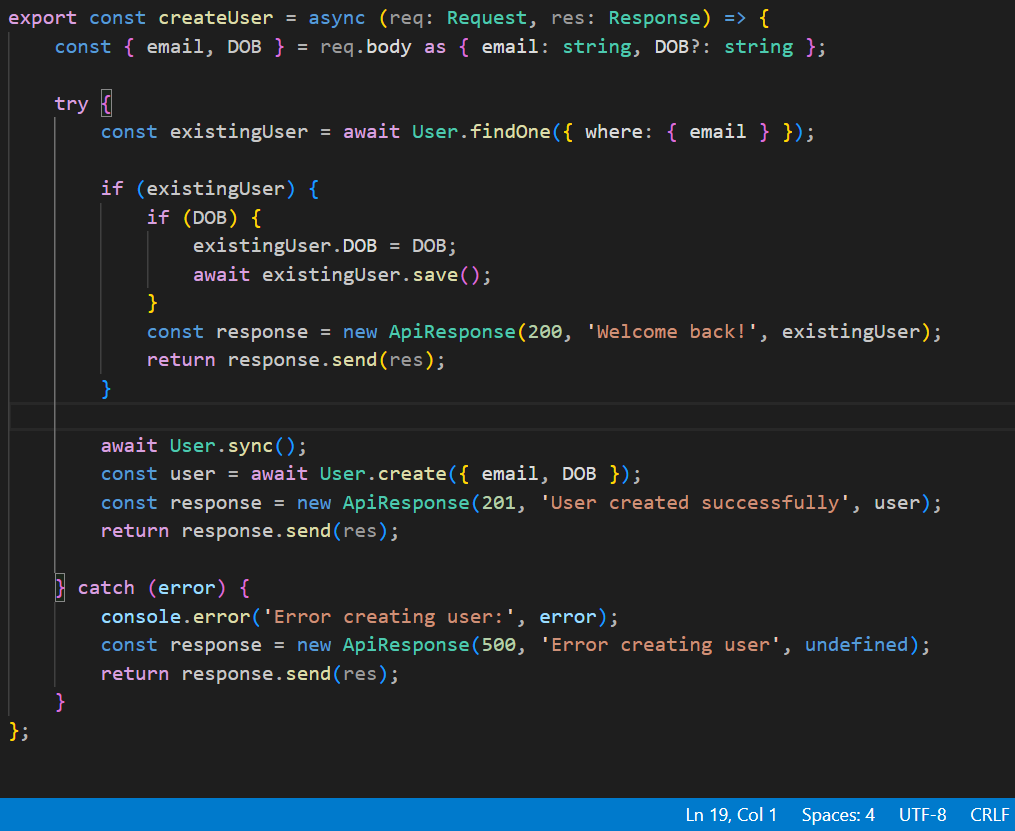 export const createUser = async (req: Request, res: Response) => {
    const { email, DOB } = req.body as { email: string, DOB?: string };

    try {
        const existingUser = await User.findOne({ where: { email } });

        if (existingUser) {
            if (DOB) {
                existingUser.DOB = DOB;
                await existingUser.save();
            }
            const response = new ApiResponse(200, 'Welcome back!', existingUser);
            return response.send(res);
        }

        await User.sync();
        const user = await User.create({ email, DOB });
        const response = new ApiResponse(201, 'User created successfully', user);
        return response.send(res);

    } catch (error) {
        console.error('Error creating user:', error);
        const response = new ApiResponse(500, 'Error creating user', undefined);
        return response.send(res);
    }
};
Ln 19, Col 1 Spaces: 4 UTF-8 CRLF